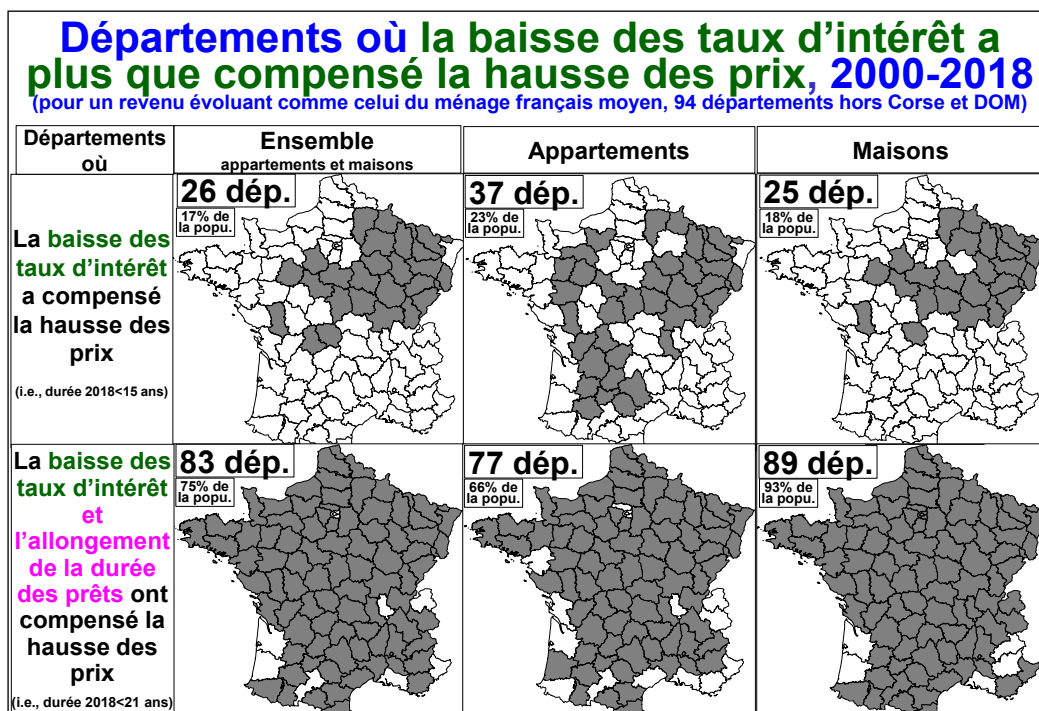 Départements où la baisse des taux d'intérêt a
plus que compensé la hausse des prix, 2000-2018
(pour un revenu évoluant comme celui du ménage français moyen, 94 départements hors Corse et DOM)
Départements
où
Ensemble
appartements et maisons
Appartements
Maisons
La baisse des
taux d'intérêt
a compensé
la hausse des
prix
(i.e., durée 2018<15 ans)
26 dép.
17% de
la popu.
37 dép.
23% de
la popu.
25 dép.
18% de
la popu.
La baisse des
taux d'intérêt
et
l'allongement
de la durée
des prêts ont
compensé la
hausse des
prix
(i.e., durée 2018<21 ans)
83 dép.
75% de
la popu.
77 dép.
66% de
la popu.
89 dép.
93% de
la popu.